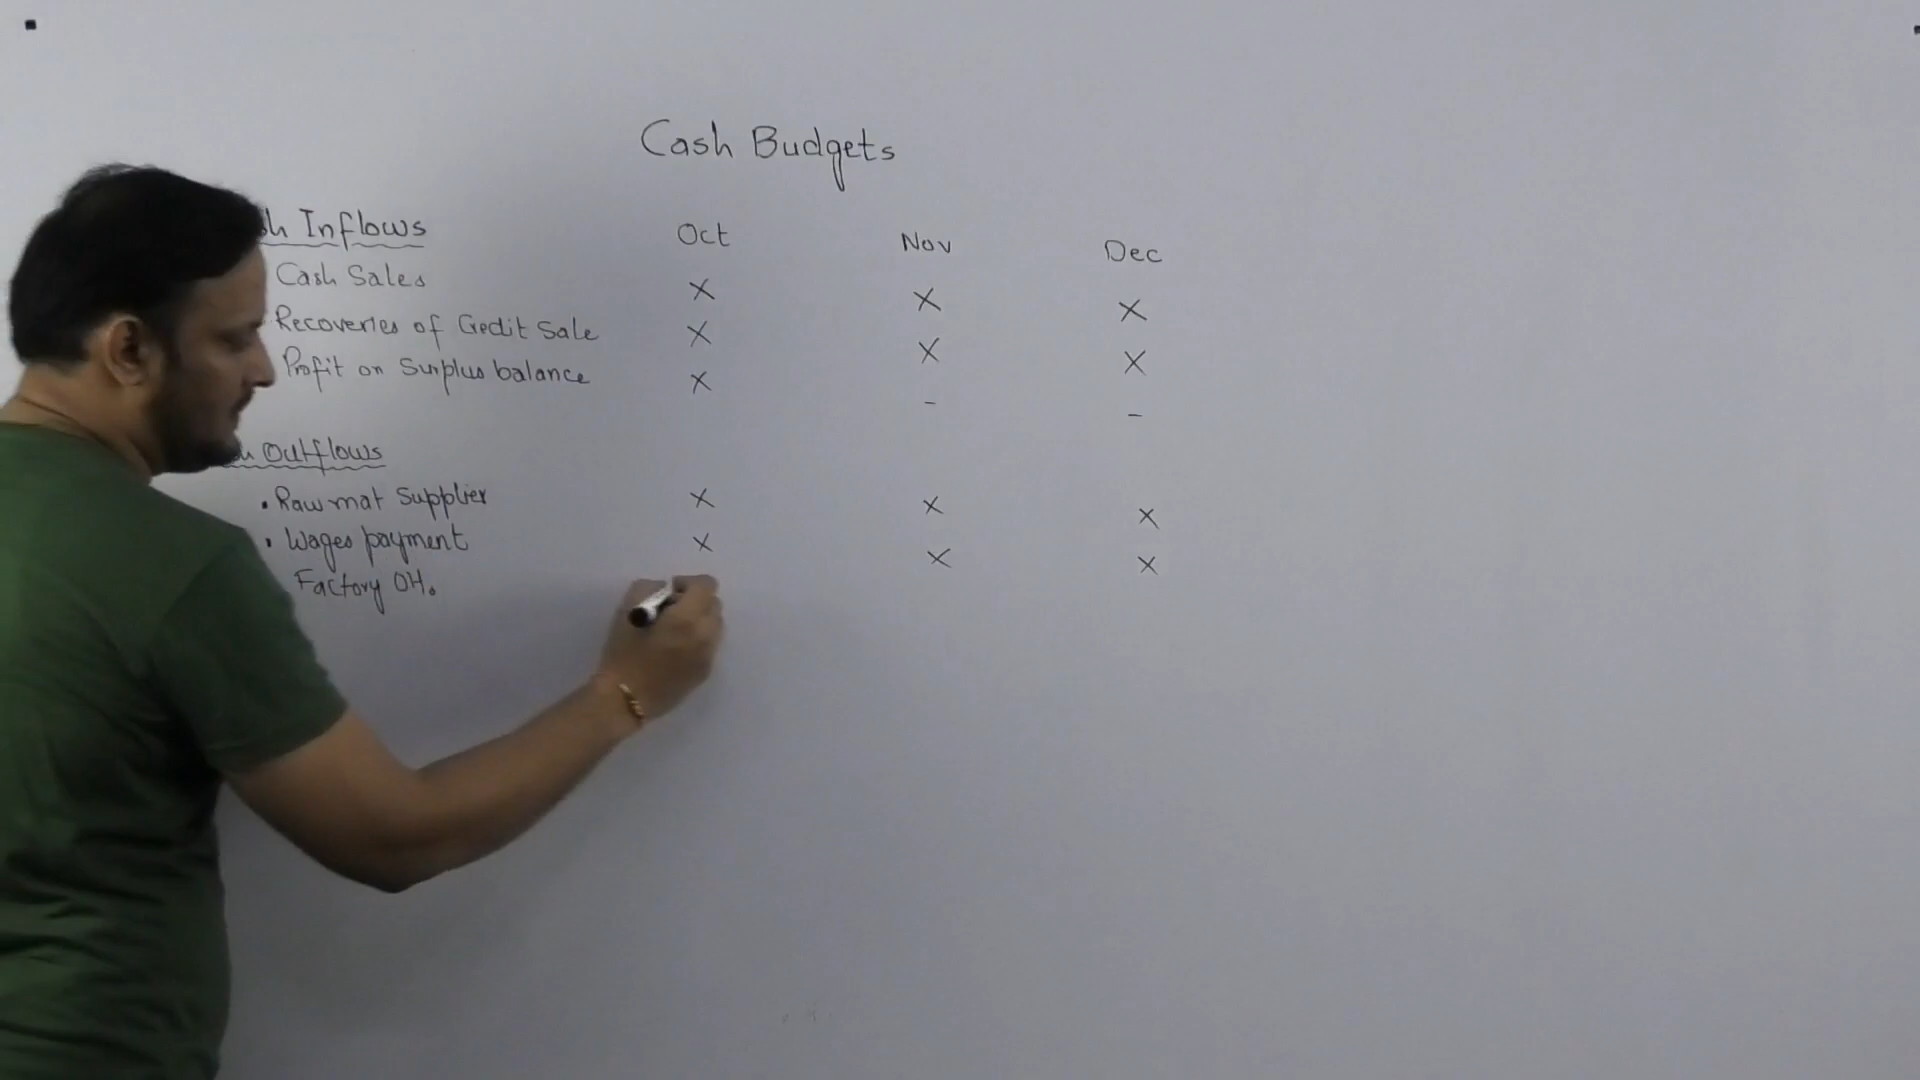 Cash Budgets
h Inflows Oct Nov Dec
Cash Sales X X X
Recoveries of Credit Sale X X X
Profit on Surplus balance X - -
h Outflows
• Raw mat Supplier X X X
• Wages payment X X X
Factory OH.